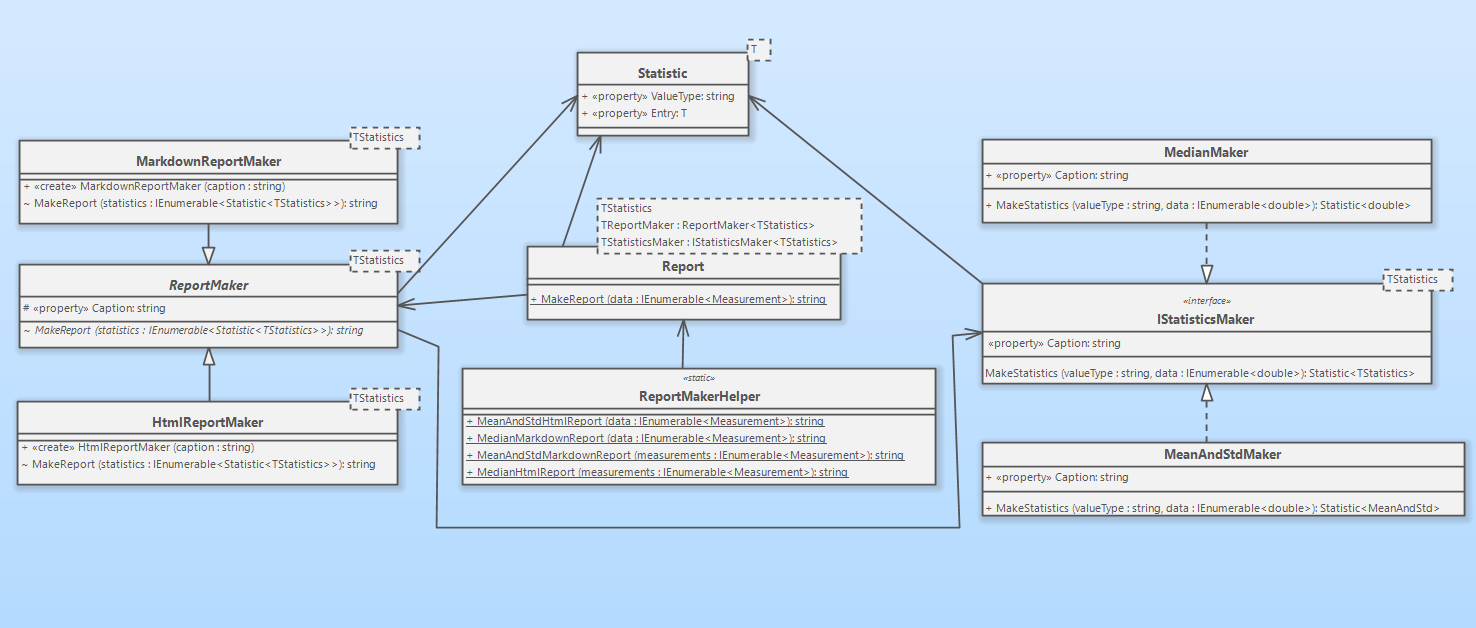 T
Statistic
+ «property» ValueType: string
+ «property» Entry: T
TStatistics
MarkdownReportMaker
+ «create» MarkdownReportMaker (caption : string)
~ MakeReport (statistics : IEnumerable<Statistic<TStatistics>>): string
TStatistics
ReportMaker
# «property» Caption: string
~ MakeReport (statistics : IEnumerable<Statistic<TStatistics>>): string
TStatistics
HtmlReportMaker
+ «create» HtmlReportMaker (caption : string)
~ MakeReport (statistics : IEnumerable<Statistic<TStatistics>>): string
TStatistics
TReportMaker : ReportMaker<TStatistics>
TStatisticsMaker : IStatisticsMaker<TStatistics>
Report
+ MakeReport (data : IEnumerable<Measurement>): string
«static»
ReportMakerHelper
+ MeanAndStdHtmlReport (data : IEnumerable<Measurement>): string
+ MedianMarkdownReport (data : IEnumerable<Measurement>): string
+ MeanAndStdMarkdownReport (measurements : IEnumerable<Measurement>): string
+ MedianHtmlReport (measurements : IEnumerable<Measurement>): string
MedianMaker
+ «property» Caption: string
+ MakeStatistics (valueType : string, data : IEnumerable<double>): Statistic<double>
TStatistics
«interface»
IStatisticsMaker
«property» Caption: string
MakeStatistics (valueType : string, data : IEnumerable<double>): Statistic<TStatistics>
MeanAndStdMaker
+ «property» Caption: string
+ MakeStatistics (valueType : string, data : IEnumerable<double>): Statistic<MeanAndStd>